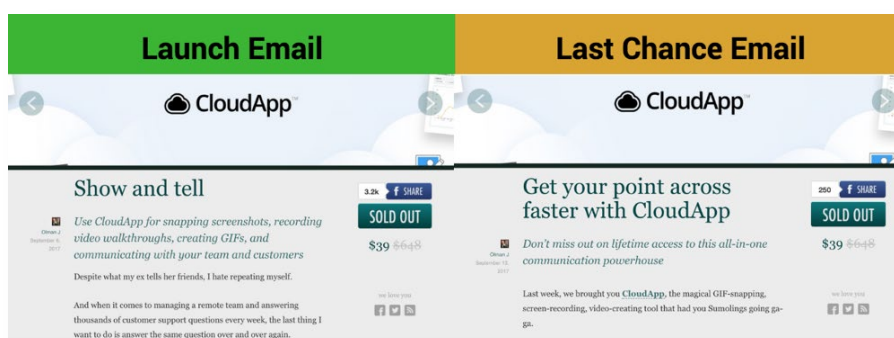 Launch Email
CloudApp
Show and tell
3.2k SHARE
SOLD OUT
$39 $648
Olman J
September 6,
2017
Use CloudApp for snapping screenshots, recording
video walkthroughs, creating GIFs, and
communicating with your team and customers
Despite what my ex tells her friends, I hate repeating myself.
And when it comes to managing a remote team and answering
thousands of customer support questions every week, the last thing I
want to do is answer the same question over and over again.
we love you
Last Chance Email
CloudApp
Get your point across
faster with CloudApp
250 SHARE
SOLD OUT
$39 $648
Olman J
2017
Don't miss out on lifetime access to this all-in-one
communication powerhouse
Last week, we brought you CloudApp, the magical GIF-snapping,
screen-recording, video-creating tool that had you Sumolings going ga-
ga.
we love you